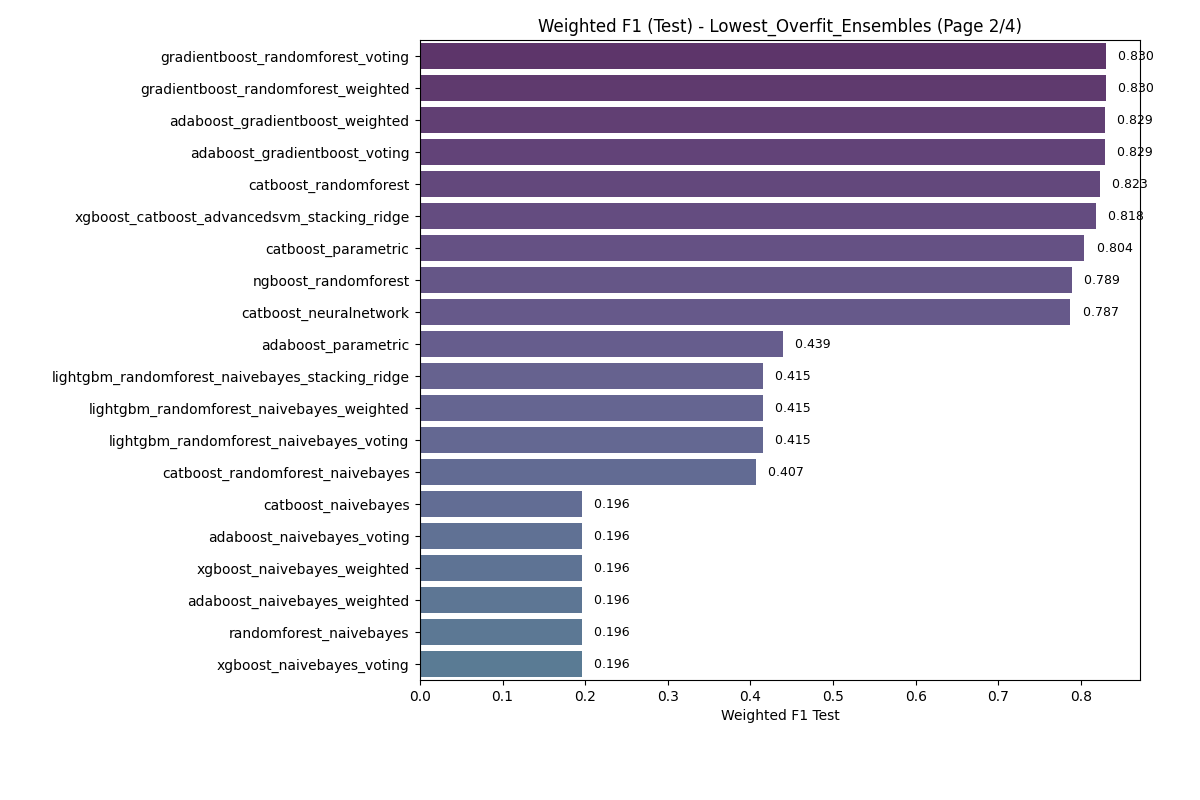 Weighted F1 (Test) - Lowest_Overfit_Ensembles (Page 2/4)
gradientboost_randomforest_voting 0.830
gradientboost_randomforest_weighted 0.830
adaboost_gradientboost_weighted 0.829
adaboost_gradientboost_voting 0.829
catboost_randomforest 0.823
xgboost_catboost_advancedsvm_stacking_ridge 0.818
catboost_parametric 0.804
ngboost_randomforest 0.789
catboost_neuralnetwork 0.787
adaboost_parametric 0.439
lightgbm_randomforest_naivebayes_stacking_ridge 0.415
lightgbm_randomforest_naivebayes_weighted 0.415
lightgbm_randomforest_naivebayes_voting 0.415
catboost_randomforest_naivebayes 0.407
catboost_naivebayes 0.196
adaboost_naivebayes_voting 0.196
xgboost_naivebayes_weighted 0.196
adaboost_naivebayes_weighted 0.196
randomforest_naivebayes 0.196
xgboost_naivebayes_voting 0.196
0.0 0.1 0.2 0.3 0.4 0.5 0.6 0.7 0.8
Weighted F1 Test